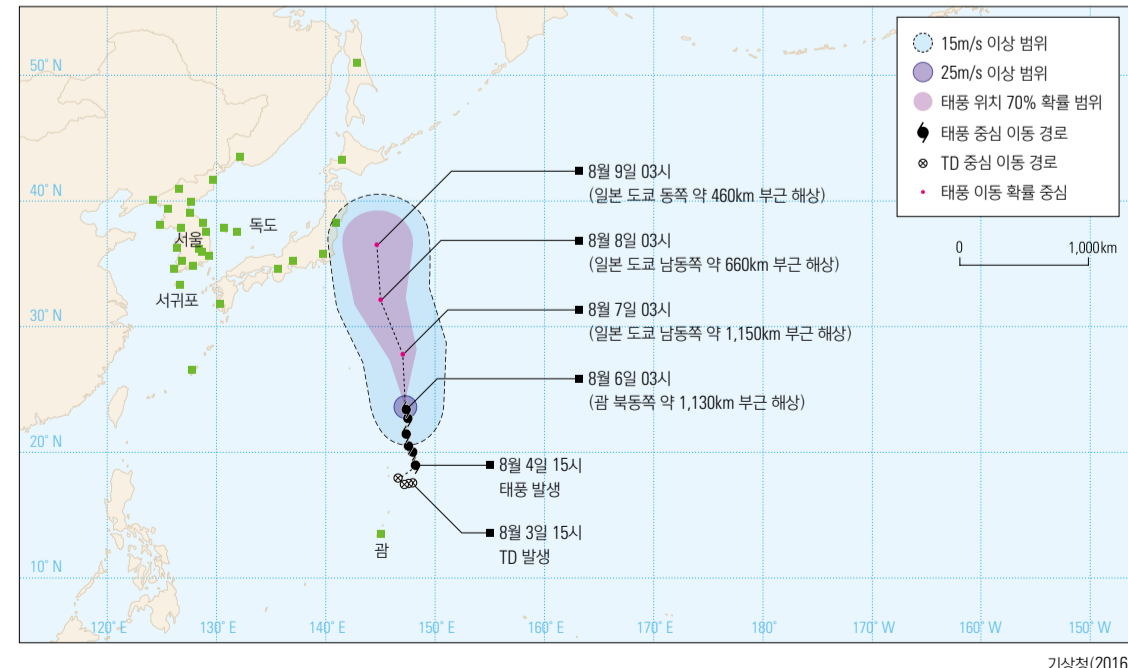 50° N
40° N
30° N
20° N
10° N
120° E
130° E
140° E
150° E
160° E
170° E
180°
170° W
160° W
150° W
서울
독도
서귀포
괌
15m/s 이상 범위
25m/s 이상 범위
태풍 위치 70% 확률 범위
태풍 중심 이동 경로
TD 중심 이동 경로
태풍 이동 확률 중심
0
1,000km
8월 9일 03시
(일본 도쿄 동쪽 약 460km 부근 해상)
8월 8일 03시
(일본 도쿄 남동쪽 약 660km 부근 해상)
8월 7일 03시
(일본 도쿄 남동쪽 약 1,150km 부근 해상)
8월 6일 03시
(괌 북동쪽 약 1,130km 부근 해상)
8월 4일 15시
태풍 발생
8월 3일 15시
TD 발생
기상청(2016